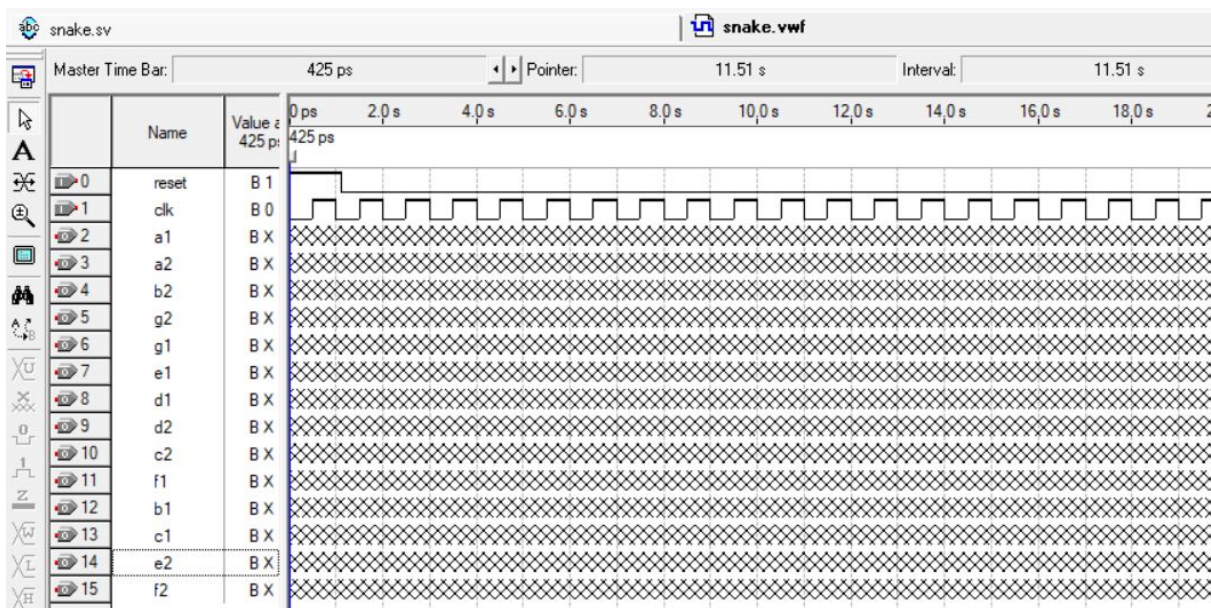 abc snake.sv snake.vwf
Master Time Bar: 425 ps Pointer: 11.51 s Interval: 11.51 s
Name Value a 425 p
0 ps 2.0 s 4.0 s 6.0 s 8.0 s 10.0 s 12.0 s 14.0 s 16.0 s 18.0 s 2
425 ps
0 reset B 1
1 clk B 0
2 a1 B X
3 a2 B X
4 b2 B X
5 g2 B X
6 g1 B X
7 e1 B X
8 d1 B X
9 d2 B X
10 c2 B X
11 f1 B X
12 b1 B X
13 c1 B X
14 e2 B X
15 f2 B X